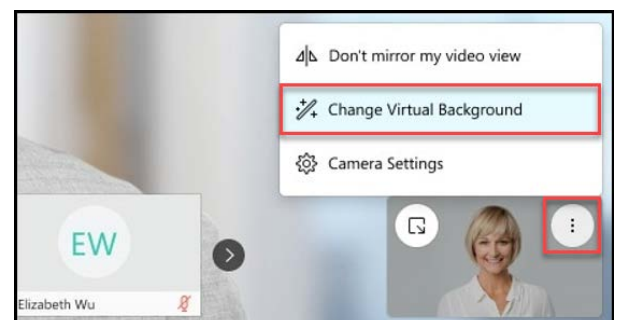 Don't mirror my video view
Change Virtual Background
Camera Settings
EW
Elizabeth Wu